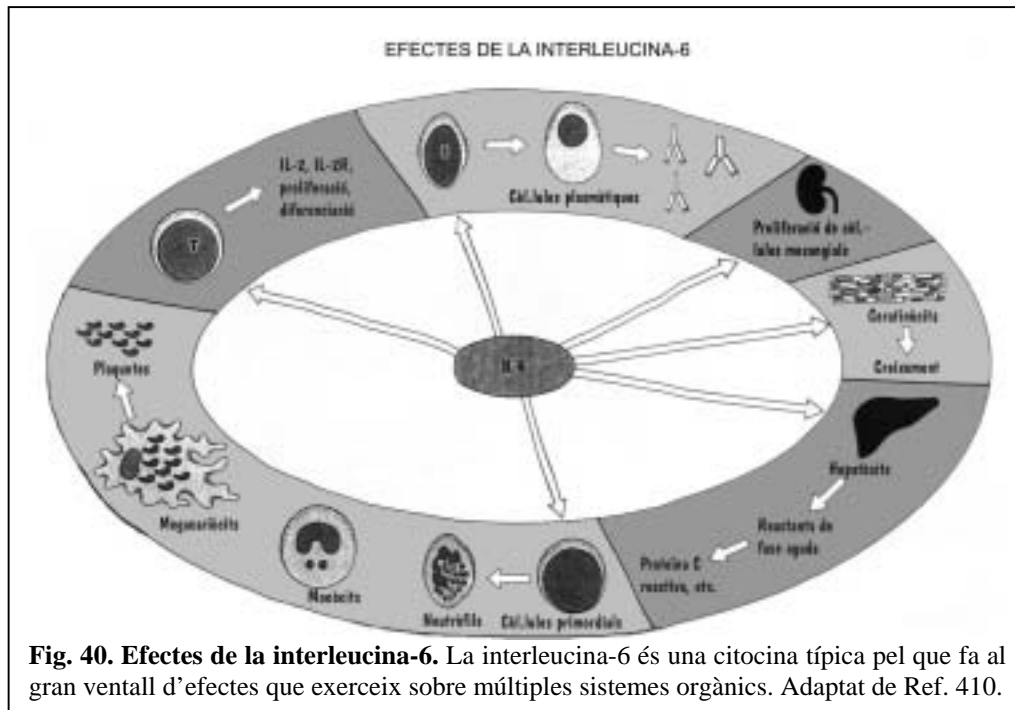 EFECTES DE LA INTERLEUCINA-6
IL-2, IL-2R,
proliferació,
diferenciació
T
Cèl.lules plasmàtiques
Proliferació de cèl.-
lules mesangials
Ceratinòcits
Creixement
Plaquetes
IL-6
Hepatòcits
Megacariòcits
Reactants de
fase aguda
Proteïna C
reactiva, etc.
Monòcits
Neutròfils
Cèl.lules primordials
Fig. 40. Efectes de la interleucina-6. La interleucina-6 és una citocina típica pel que fa al
gran ventall d’efectes que exerceix sobre múltiples sistemes orgànics. Adaptat de Ref. 410.